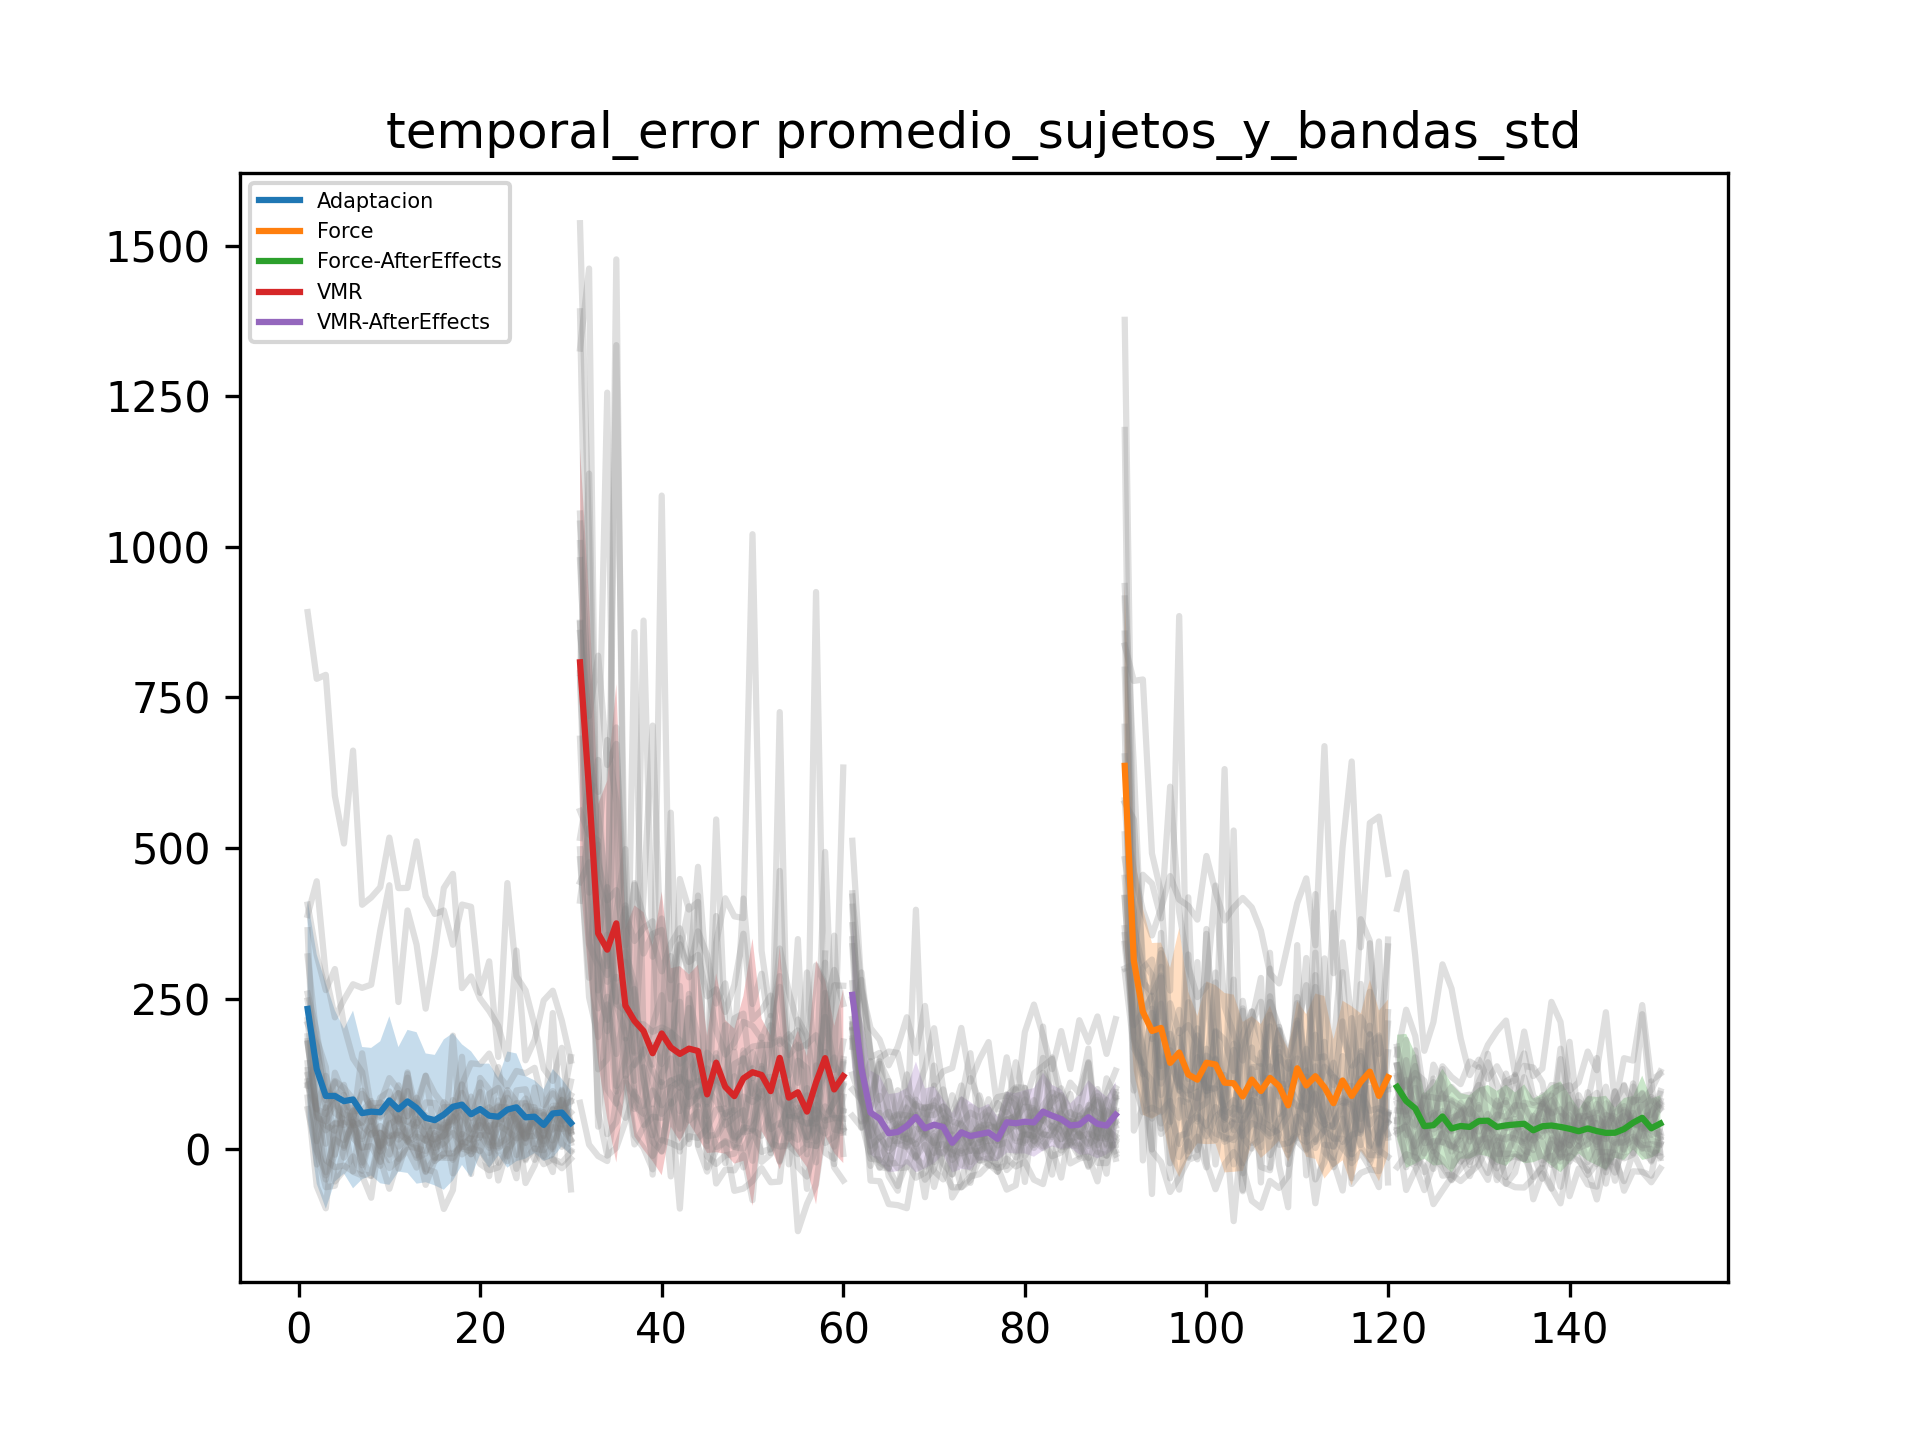 temporal_error promedio_sujetos_y_bandas_std
Adaptacion
Force
Force-AfterEffects
VMR
VMR-AfterEffects
1500
1250
1000
750
500
250
0
0 20 40 60 80 100 120 140